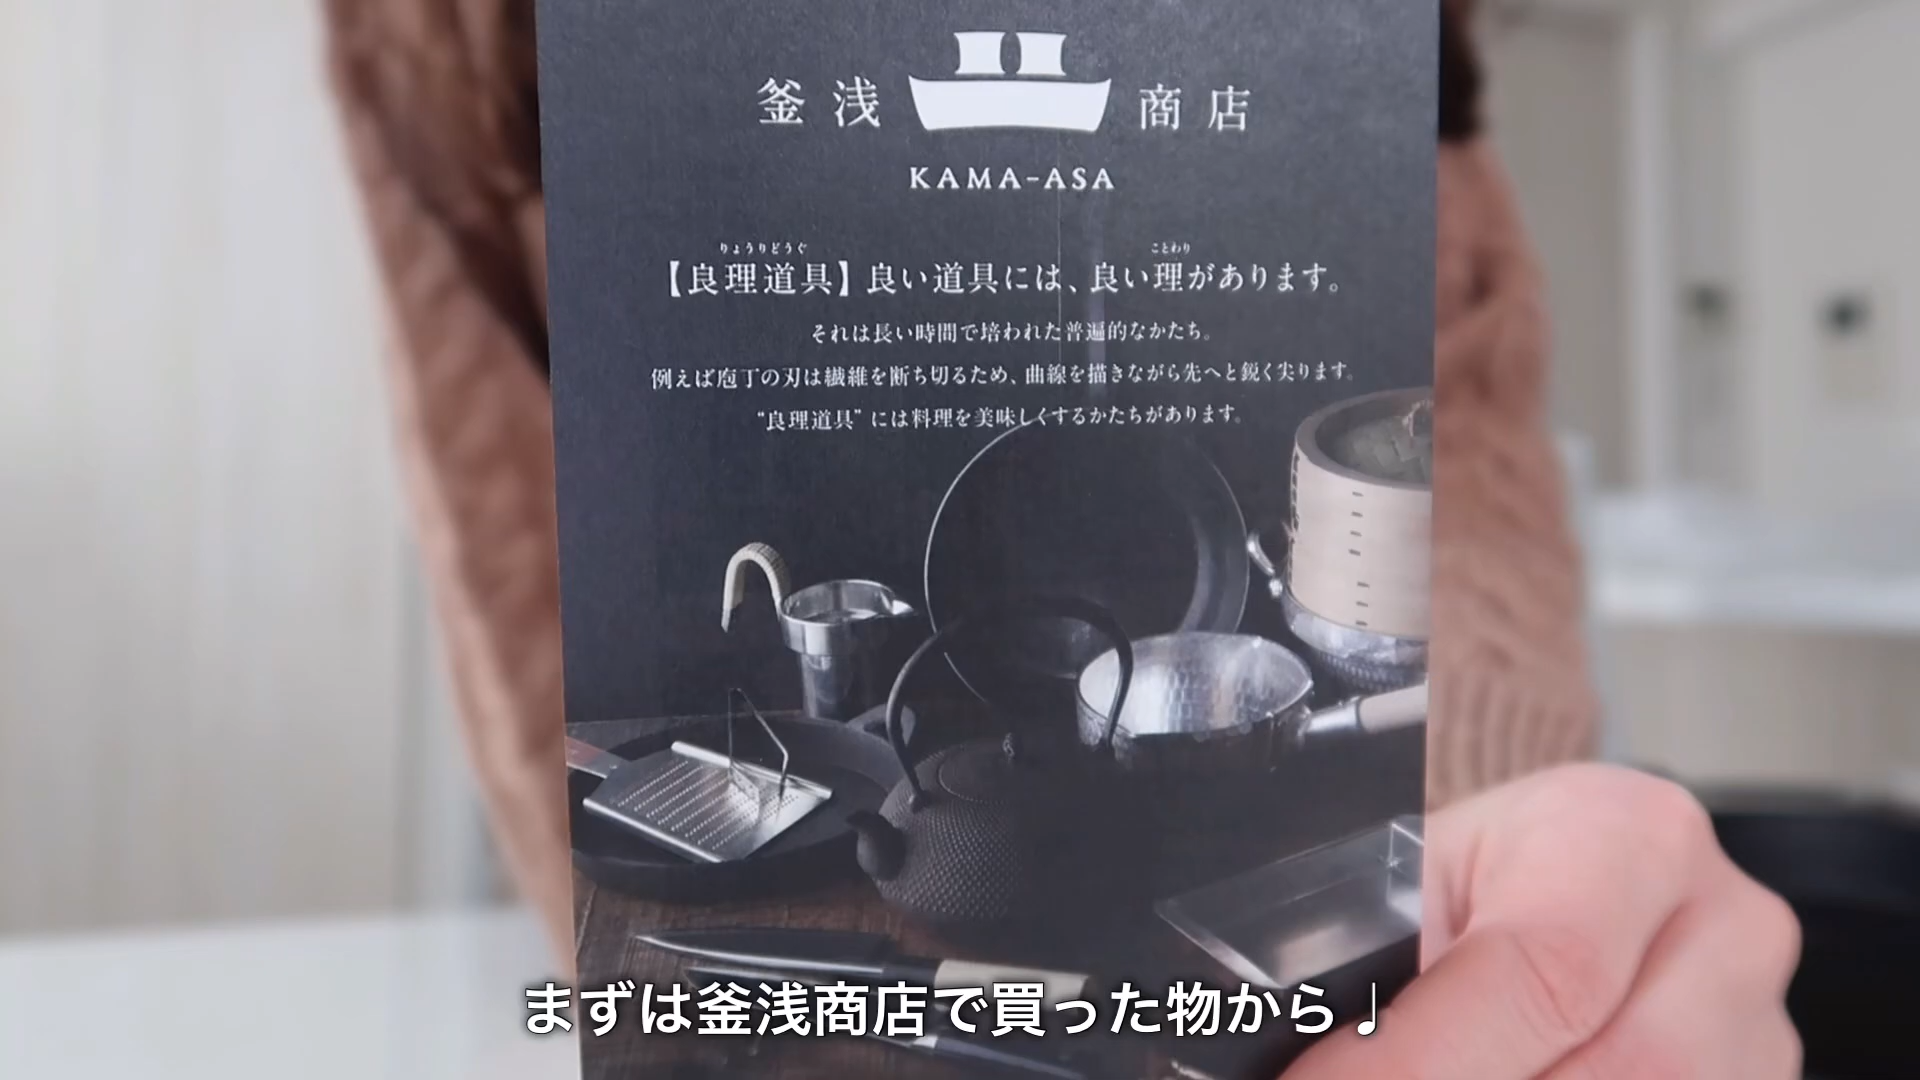 釜浅商店
KAMA-ASA
【良理道具】良い道具には、良い理があります。
りょうりどうぐ
ことわり
それは長い時間で培われた普遍的なかたち。
例えば庖丁の刃は繊維を断ち切るため、曲線を描きながら先へと鋭く尖ります。
“良理道具”には料理を美味しくするかたちがあります。
まずは釜浅商店で買った物から♩